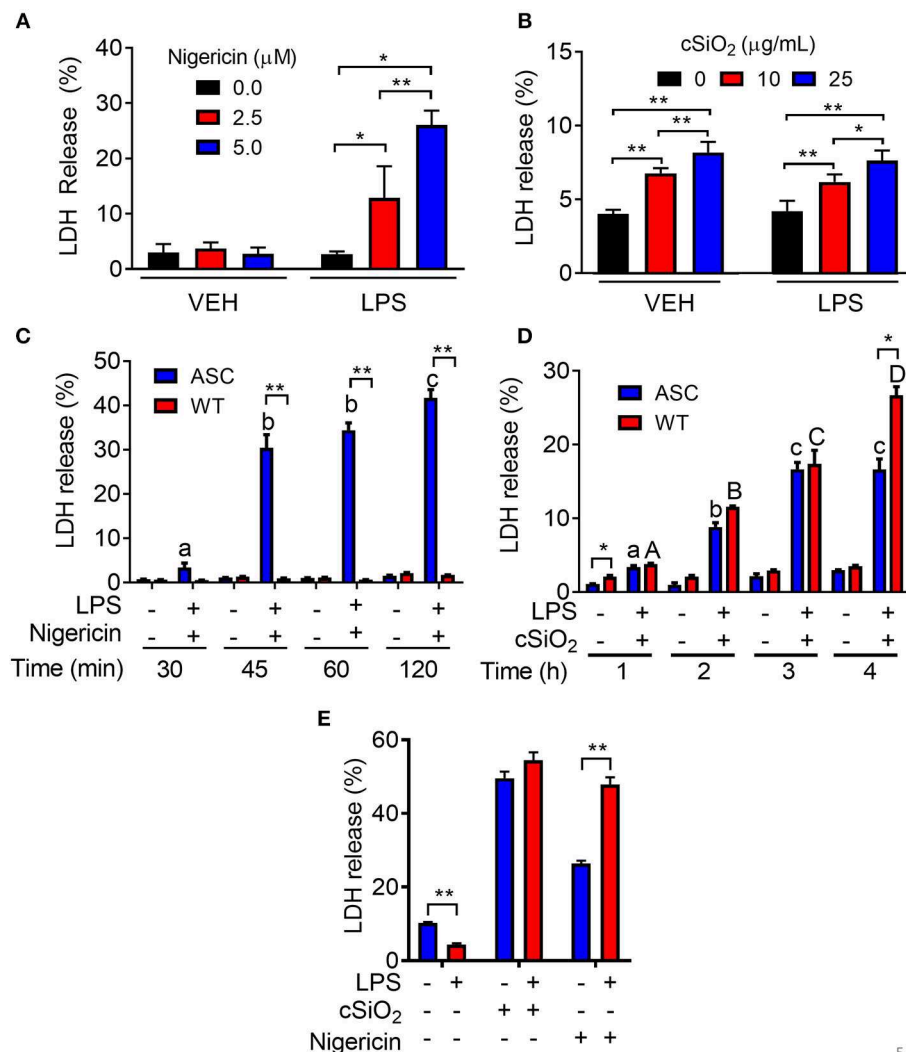 A
Nigericin (μM)
0.0
2.5
5.0
LDH Release (%)
40
30
20
10
0
*
**
*
VEH
LPS
B
cSiO2 (μg/mL)
0
10
25
LDH release (%)
15
10
5
0
**
**
**
**
*
**
VEH
LPS
C
ASC
WT
LDH release (%)
50
40
30
20
10
0
a
b
**
b
**
c
**
LPS - + - + - + - +
Nigericin - + - + - + - +
Time (min) 30 45 60 120
D
ASC
WT
LDH release (%)
30
20
10
0
*
a A
b B
c C
*
c D
LPS - + - + - + - +
cSiO2 - + - + - + - +
Time (h) 1 2 3 4
E
LDH release (%)
60
40
20
0
**
**
LPS - + - + - +
cSiO2 - - + + - -
Nigericin - - - - + +